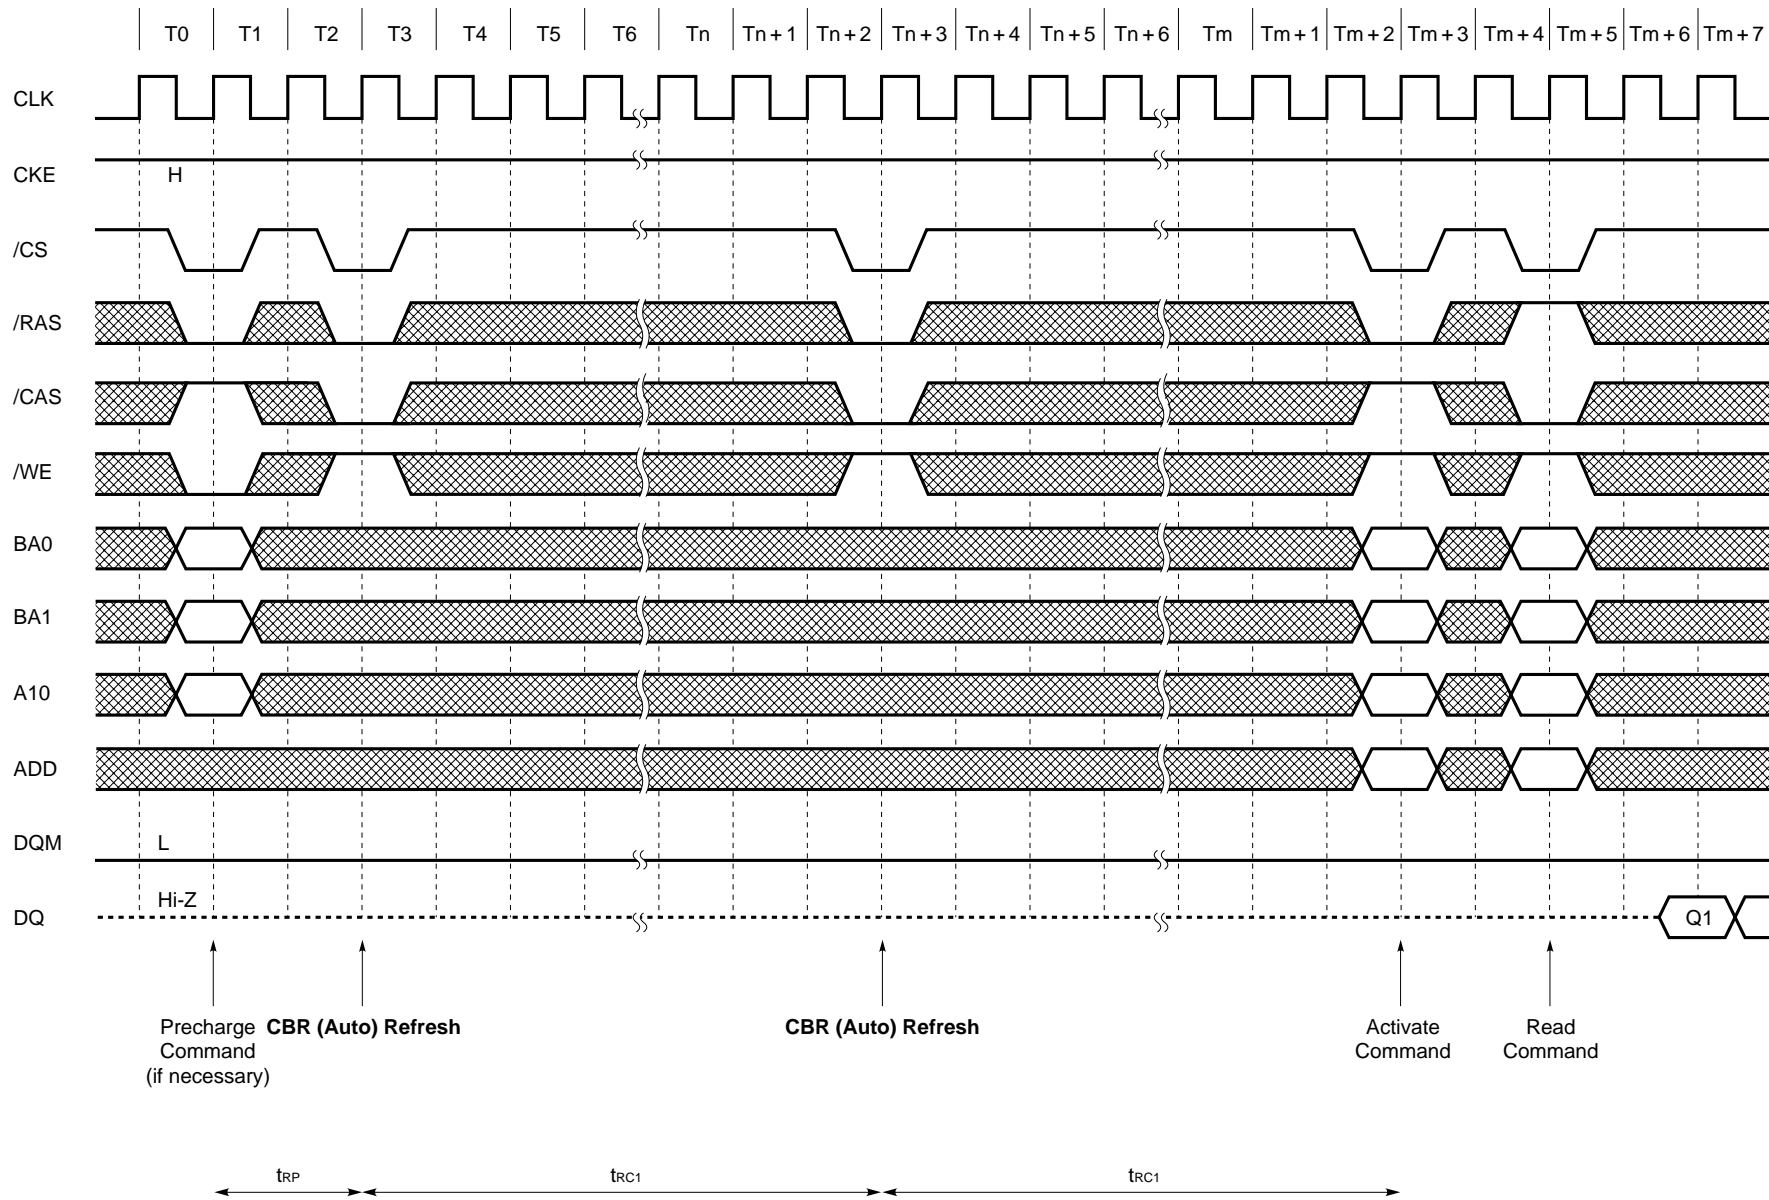 T0 T1 T2 T3 T4 T5 T6 Tn Tn + 1 Tn + 2 Tn + 3 Tn + 4 Tn + 5 Tn + 6 Tm Tm + 1 Tm + 2 Tm + 3 Tm + 4 Tm + 5 Tm + 6 Tm + 7
CLK
CKE H
/CS
/RAS
/CAS
/WE
BA0
BA1
A10
ADD
DQM L
DQ Hi-Z Q1
Precharge
Command
(if necessary)
CBR (Auto) Refresh
CBR (Auto) Refresh
Activate
Command
Read
Command
tRP tRC1 tRC1